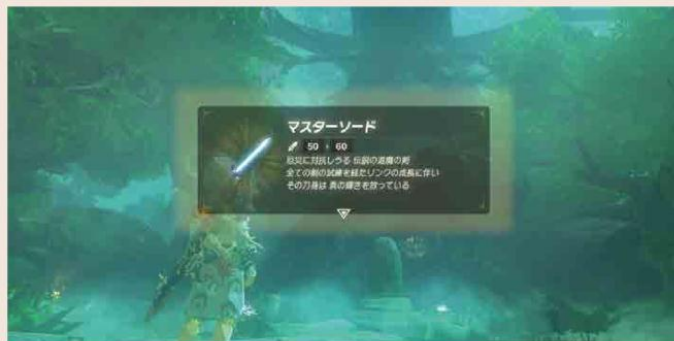 マスターソード
50 › 60
厄災に対抗しうる 伝説の退魔の剣
全ての剣の試練を経たリンクの成長に伴い
その刀身は 真の輝きを放っている